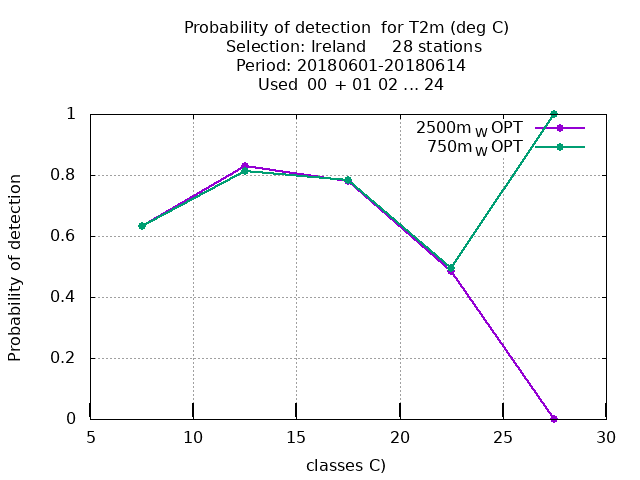 Probability of detection  for T2m (deg C)
Selection: Ireland     28 stations
Period: 20180601-20180614
Used  00  + 01 02 ... 24
Probability of detection
1
0.8
0.6
0.4
0.2
0
2500m W OPT
750m W OPT
5 10 15 20 25 30
classes C)